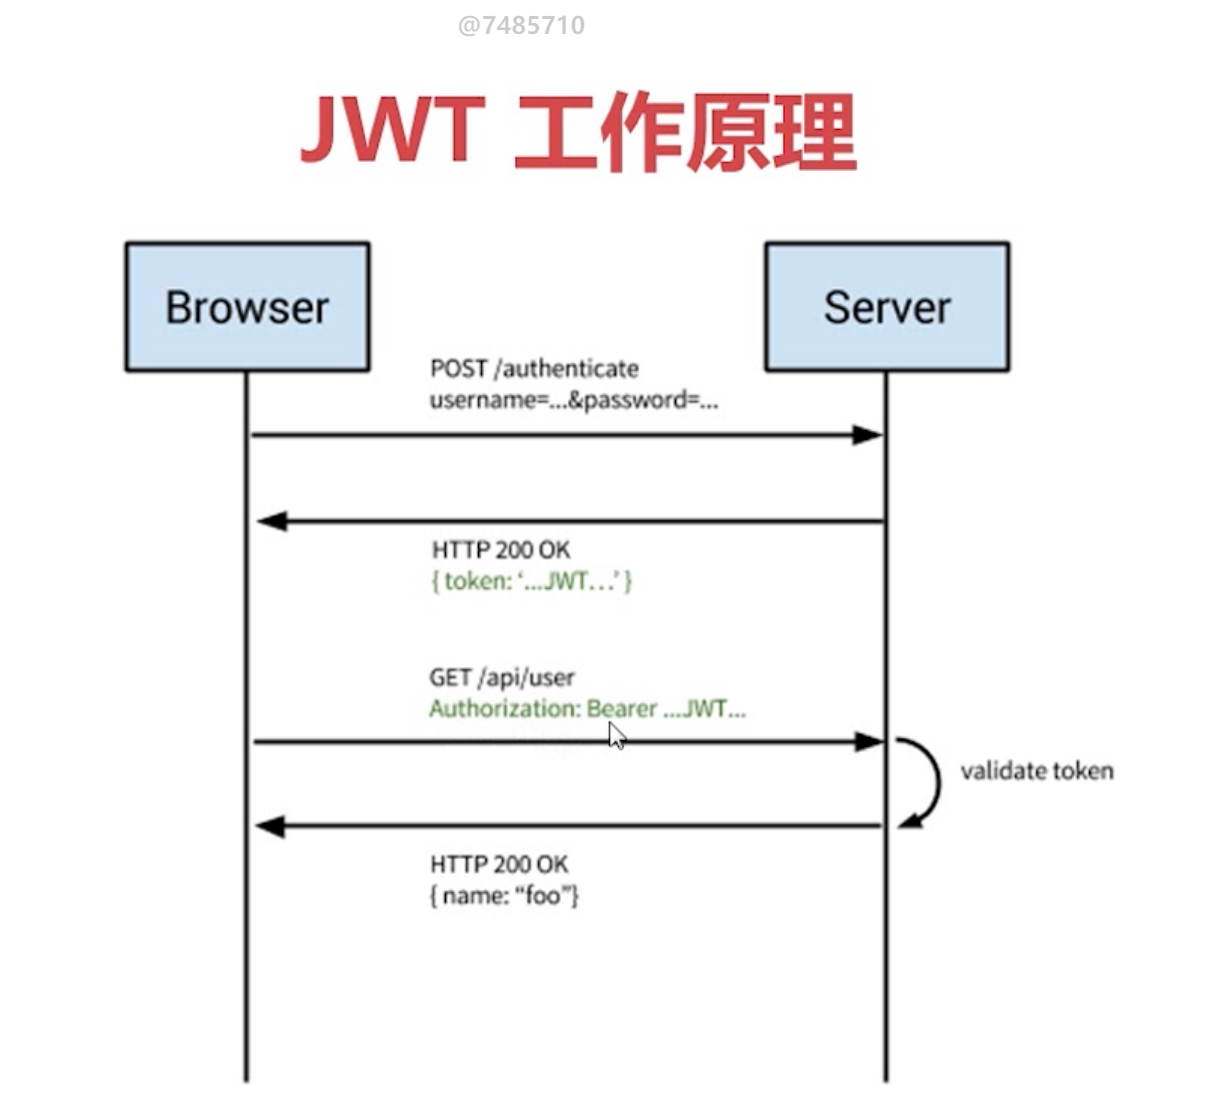 @7485710
JWT 工作原理
Browser
Server
POST /authenticate
username=...&password=...
HTTP 200 OK
{ token: ‘...JWT...’ }
GET /api/user
Authorization: Bearer ...JWT...
validate token
HTTP 200 OK
{ name: “foo”}